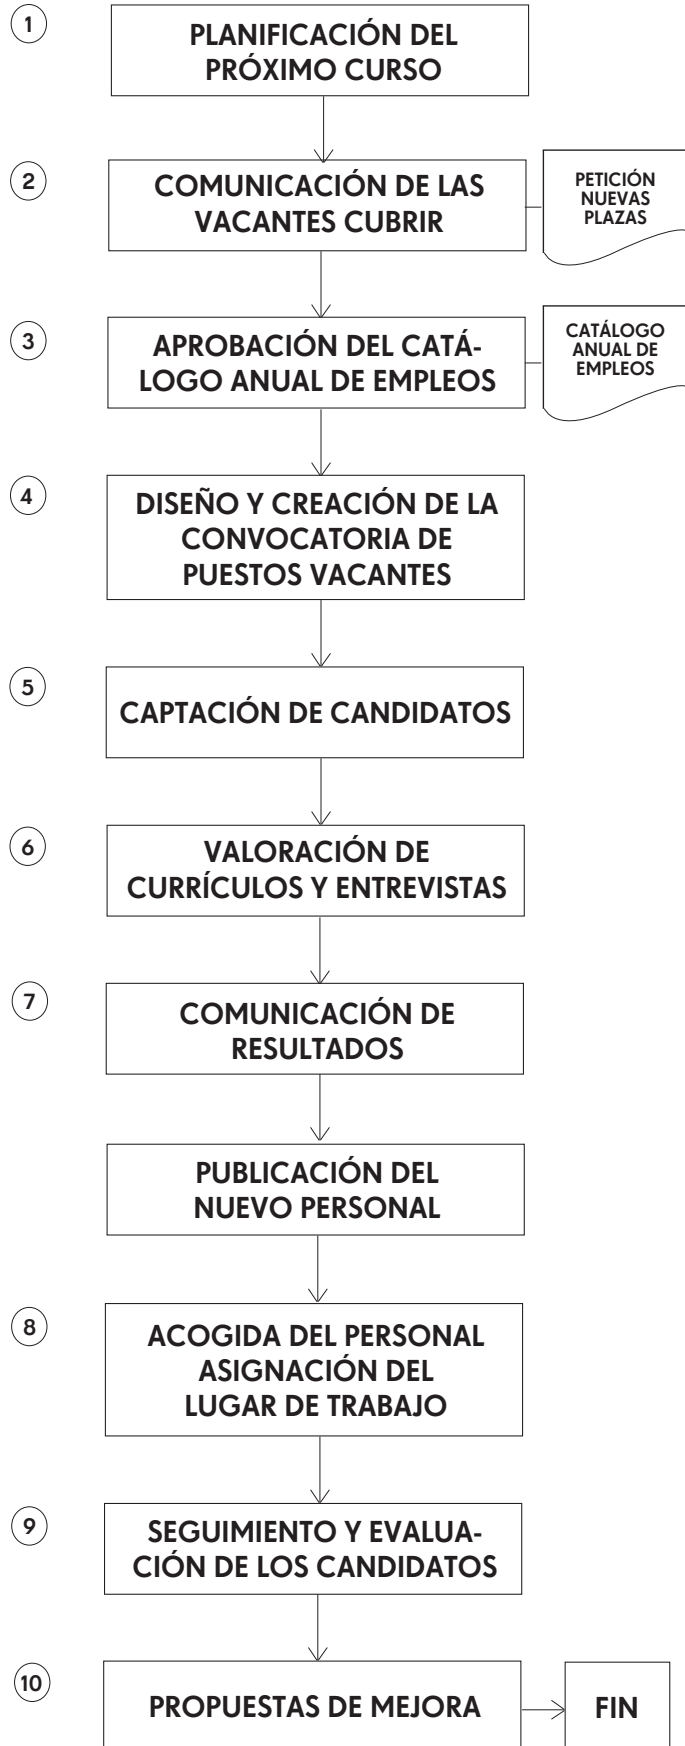 1
PLANIFICACIÓN DEL
PRÓXIMO CURSO
2
COMUNICACIÓN DE LAS
VACANTES CUBRIR
PETICIÓN
NUEVAS
PLAZAS
3
APROBACIÓN DEL CATÁ-
LOGO ANUAL DE EMPLEOS
CATÁLOGO
ANUAL DE
EMPLEOS
4
DISEÑO Y CREACIÓN DE LA
CONVOCATORIA DE
PUESTOS VACANTES
5
CAPTACIÓN DE CANDIDATOS
6
VALORACIÓN DE
CURRÍCULOS Y ENTREVISTAS
7
COMUNICACIÓN DE
RESULTADOS
PUBLICACIÓN DEL
NUEVO PERSONAL
8
ACOGIDA DEL PERSONAL
ASIGNACIÓN DEL
LUGAR DE TRABAJO
9
SEGUIMIENTO Y EVALUA-
CIÓN DE LOS CANDIDATOS
10
PROPUESTAS DE MEJORA
FIN